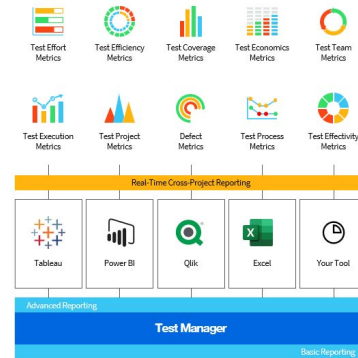 Test Effort
Metrics
Test Efficiency
Metrics
Test Coverage
Metrics
Test Economics
Metrics
Test Team
Metrics
Test Execution
Metrics
Test Project
Metrics
Defect
Metrics
Test Process
Metrics
Test Effectivity
Metrics
Real-Time Cross-Project Reporting
Tableau
Power BI
Qlik
Excel
Your Tool
Advanced Reporting
Test Manager
Basic Reporting